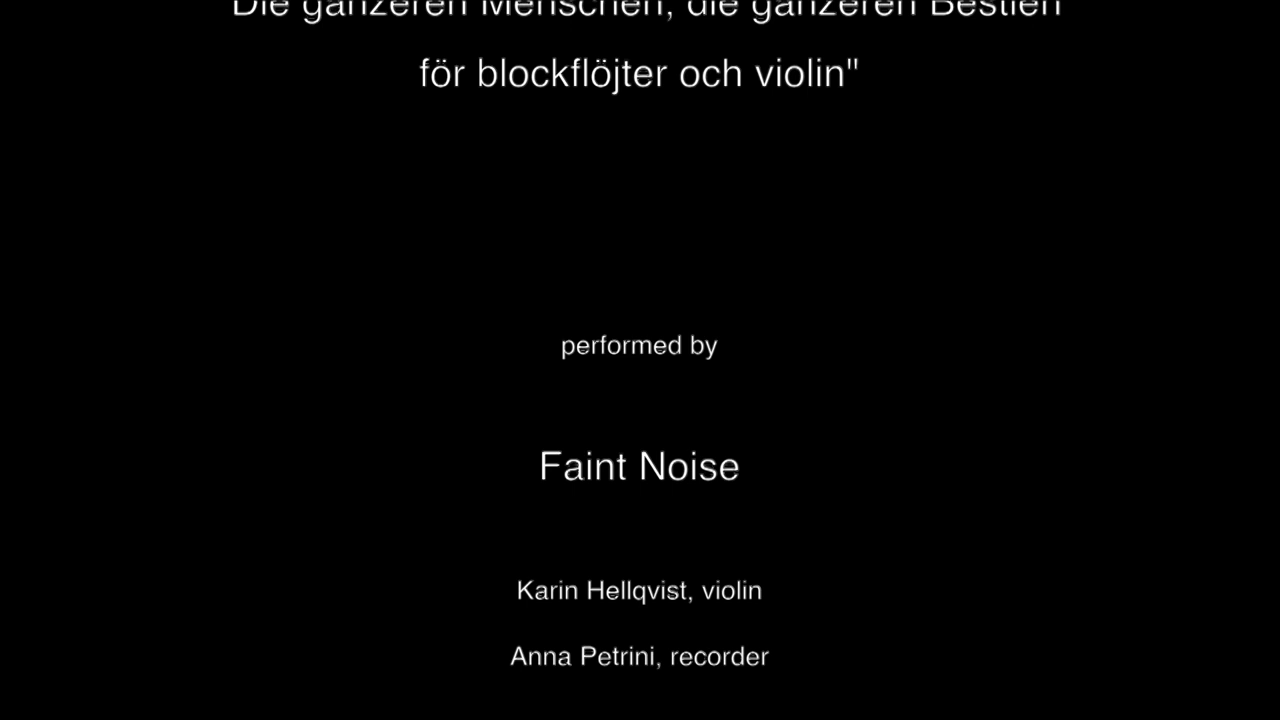 Die ganzeren Menschen, die ganzeren Bestien
för blockflöjter och violin"
performed by
Faint Noise
Karin Hellqvist, violin
Anna Petrini, recorder